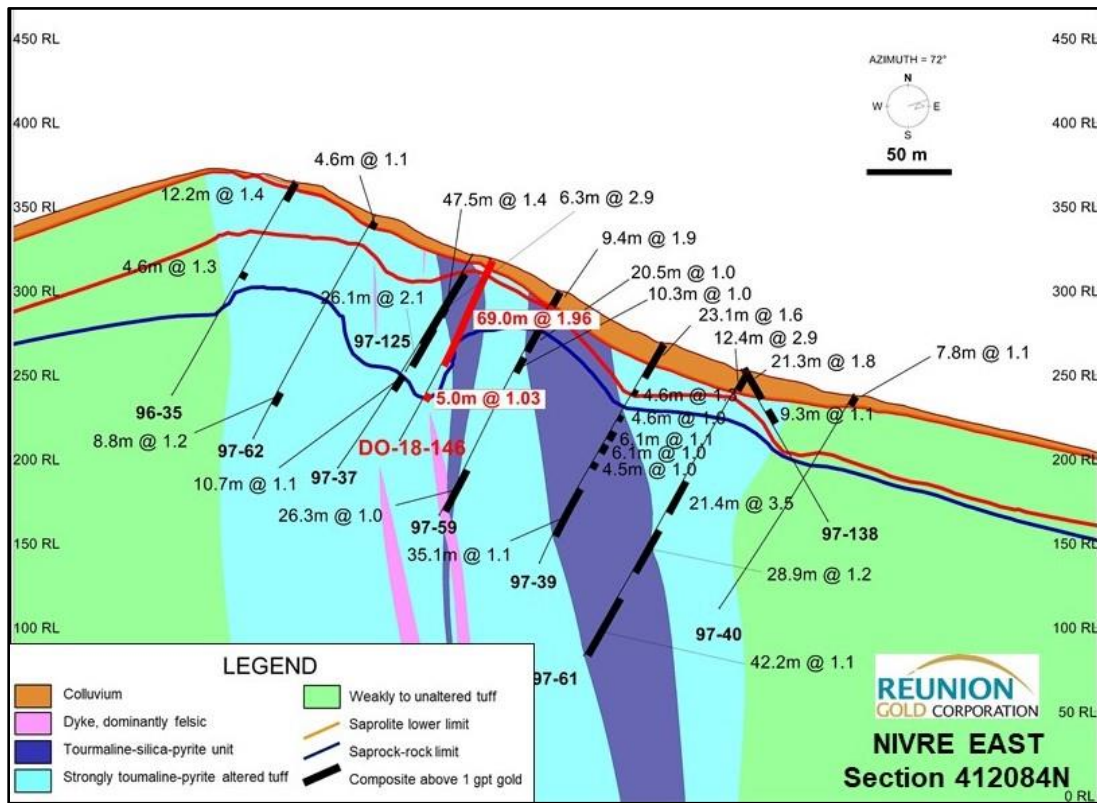 450 RL
450 RL
AZIMUTH = 72°
N
W
E
S
50 m
400 RL
400 RL
4.6m @ 1.1
12.2m @ 1.4
47.5m @ 1.4
6.3m @ 2.9
350 RL
350 RL
9.4m @ 1.9
4.6m @ 1.3
20.5m @ 1.0
10.3m @ 1.0
300 RL
300 RL
26.1m @ 2.1
69.0m @ 1.96
23.1m @ 1.6
12.4m @ 2.9
97-125
21.3m @ 1.8
7.8m @ 1.1
250 RL
250 RL
96-35
5.0m @ 1.03
4.6m @ 1.3
9.3m @ 1.1
4.6m @ 1.0
8.8m @ 1.2
97-62
DO-18-146
6.1m @ 1.1
6.1m @ 1.0
200 RL
200 RL
97-37
4.5m @ 1.0
10.7m @ 1.1
21.4m @ 3.5
26.3m @ 1.0
97-59
97-138
150 RL
150 RL
35.1m @ 1.1
97-39
28.9m @ 1.2
100 RL
100 RL
97-40
42.2m @ 1.1
97-61
LEGEND
Colluvium
Dyke, dominantly felsic
Tourmaline-silica-pyrite unit
Strongly toumaline-pyrite altered tuff
Weakly to unaltered tuff
Saprolite lower limit
Saprock-rock limit
Composite above 1 gpt gold
REUNION
GOLD CORPORATION
50 RL
NIVRE EAST
Section 412084N
0 RL